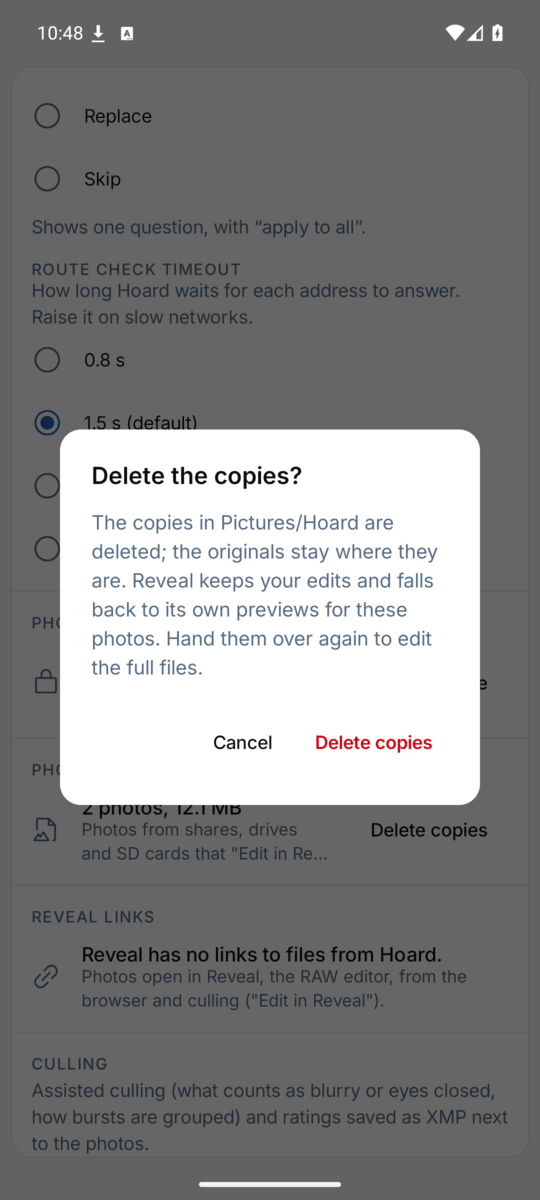 10:48
Replace
Skip
Shows one question, with “apply to all”.
ROUTE CHECK TIMEOUT
How long Hoard waits for each address to answer.
Raise it on slow networks.
0.8 s
1.5 s (default)
Delete the copies?
The copies in Pictures/Hoard are
deleted; the originals stay where they
are. Reveal keeps your edits and falls
back to its own previews for these
photos. Hand them over again to edit
the full files.
Cancel
Delete copies
2 photos, 12.1 MB
Photos from shares, drives
and SD cards that "Edit in Re...
Delete copies
REVEAL LINKS
Reveal has no links to files from Hoard.
Photos open in Reveal, the RAW editor, from the
browser and culling ("Edit in Reveal").
CULLING
Assisted culling (what counts as blurry or eyes closed,
how bursts are grouped) and ratings saved as XMP next
to the photos.